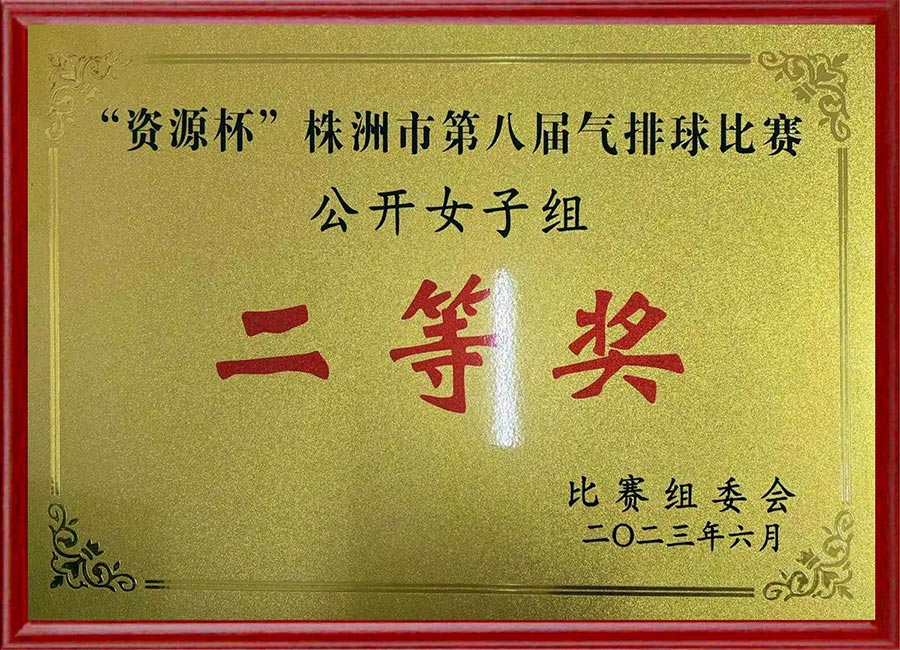 “资源杯”株洲市第八届气排球比赛
公开女子组
二等奖
比赛组委会
二〇二三年六月